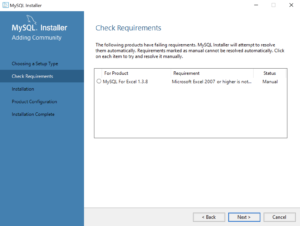 MySQL Installer
MySQL. Installer
Adding Community
Choosing a Setup Type
Check Requirements
Installation
Product Configuration
Installation Complete
Check Requirements
The following products have failing requirements. MySQL Installer will attempt to resolve
them automatically. Requirements marked as manual cannot be resolved automatically. Click
on each item to try and resolve it manually.
For Product Requirement Status
MySQL For Excel 1.3.8 Microsoft Excel 2007 or higher is not... Manual
< Back Next > Cancel